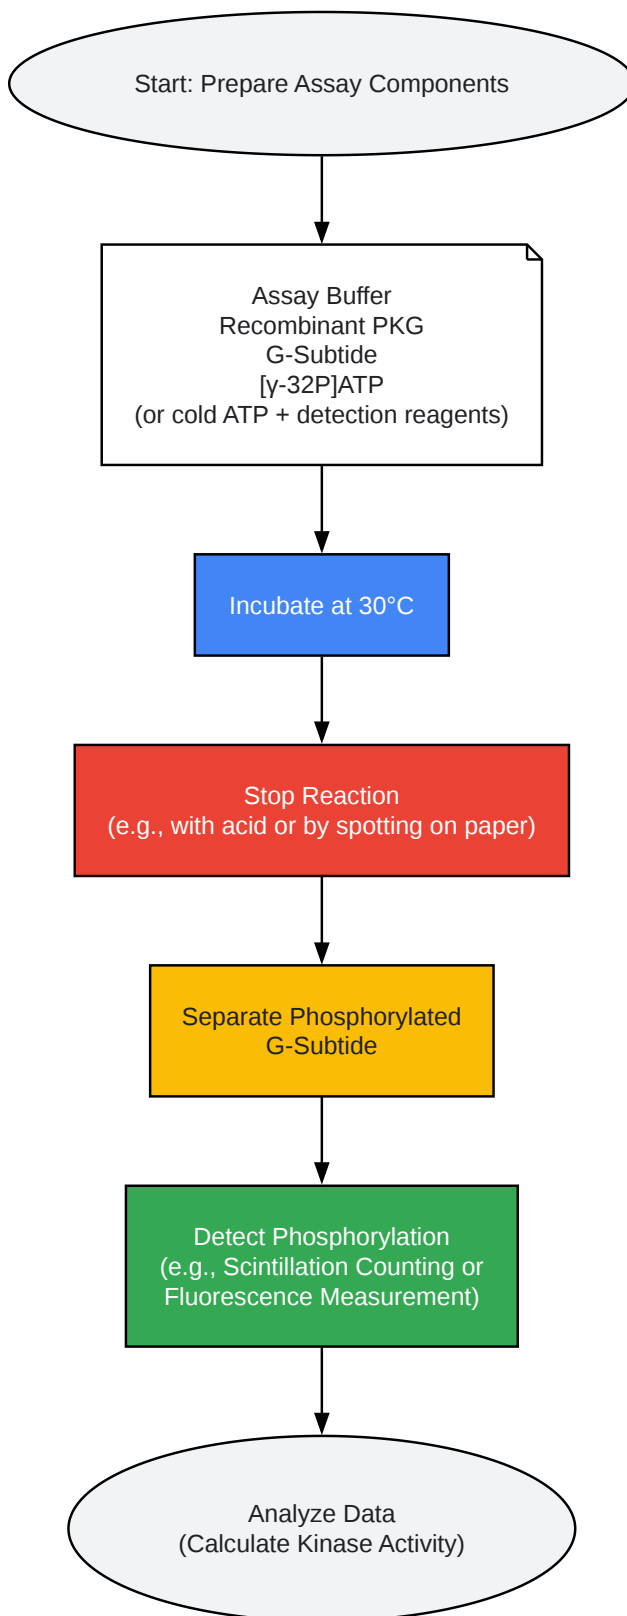 Start: Prepare Assay Components
Assay Buffer
Recombinant PKG
G-Subtide
[γ-32P]ATP
(or cold ATP + detection reagents)
Incubate at 30°C
Stop Reaction
(e.g., with acid or by spotting on paper)
Separate Phosphorylated
G-Subtide
Detect Phosphorylation
(e.g., Scintillation Counting or
Fluorescence Measurement)
Analyze Data
(Calculate Kinase Activity)